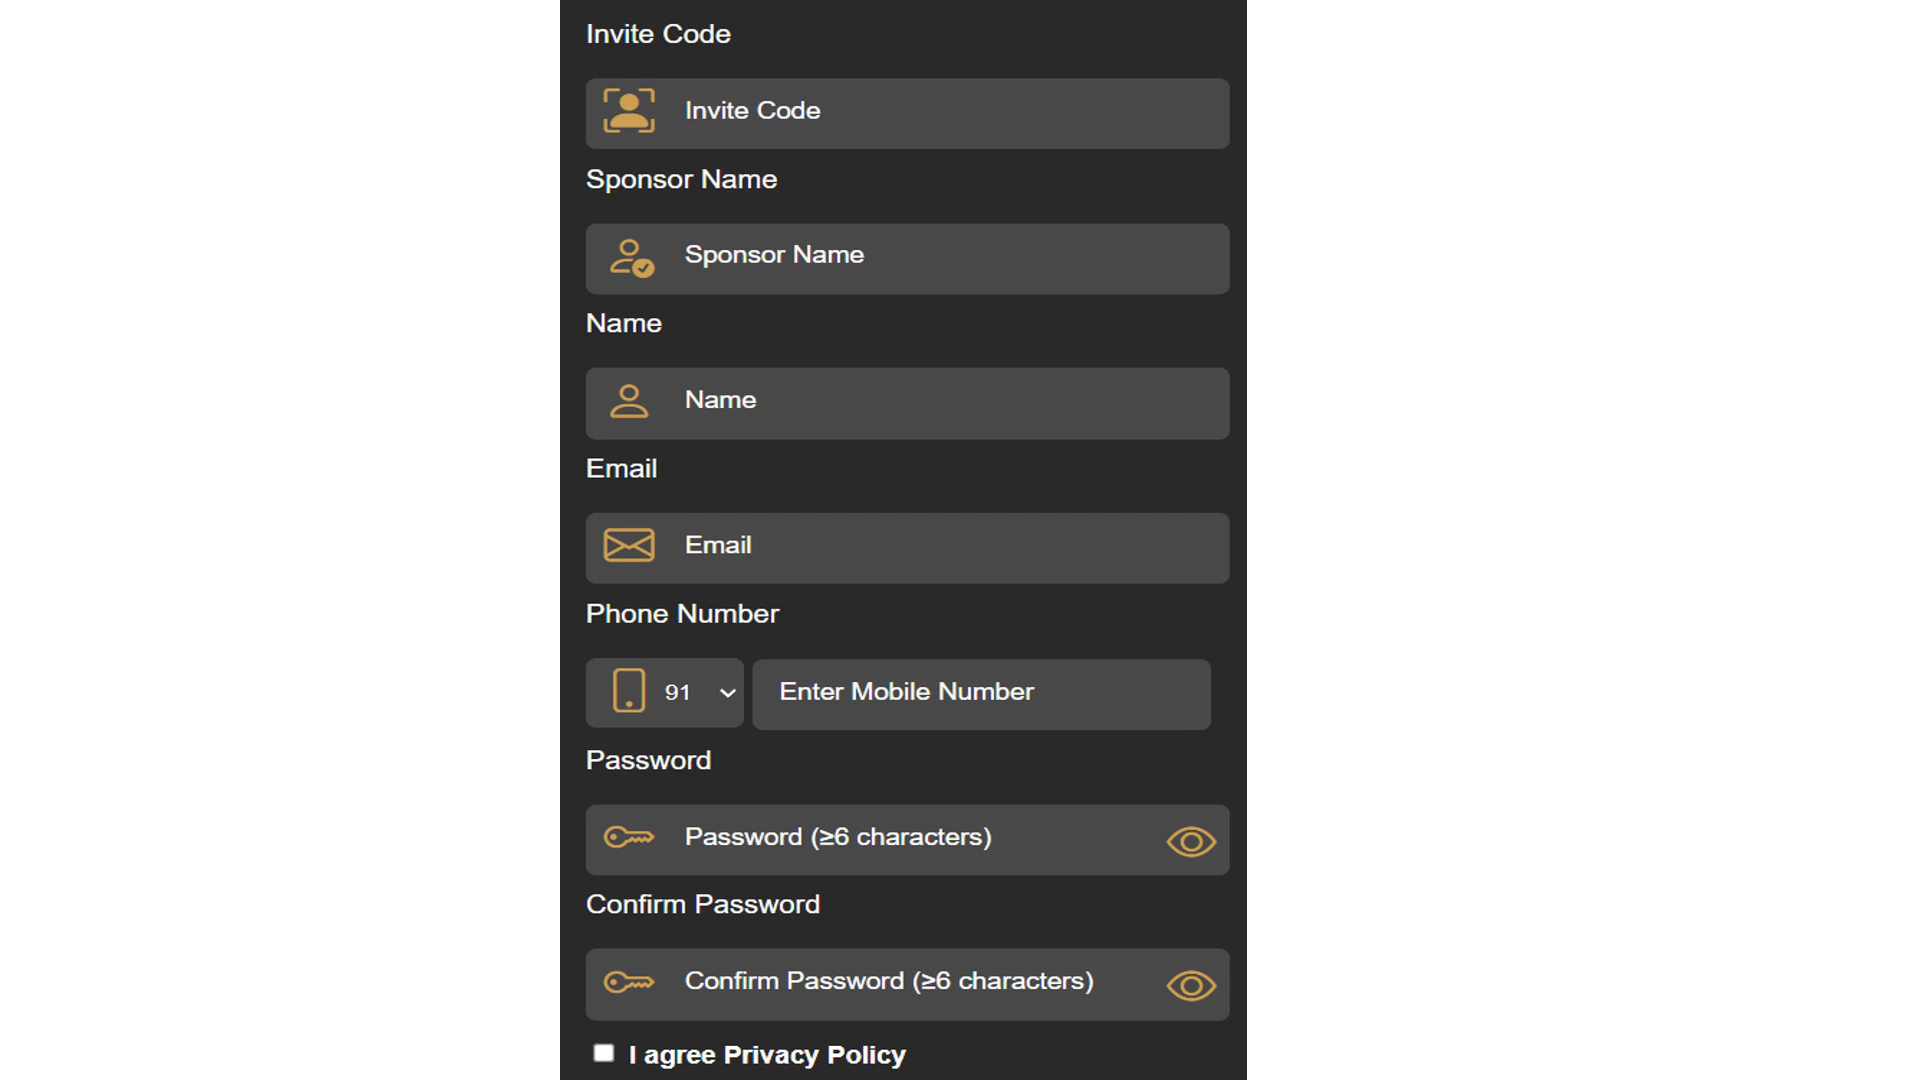 Invite Code
Invite Code
Sponsor Name
Sponsor Name
Name
Name
Email
Email
Phone Number
91 Enter Mobile Number
Password
Password (≥6 characters)
Confirm Password
Confirm Password (≥6 characters)
I agree Privacy Policy